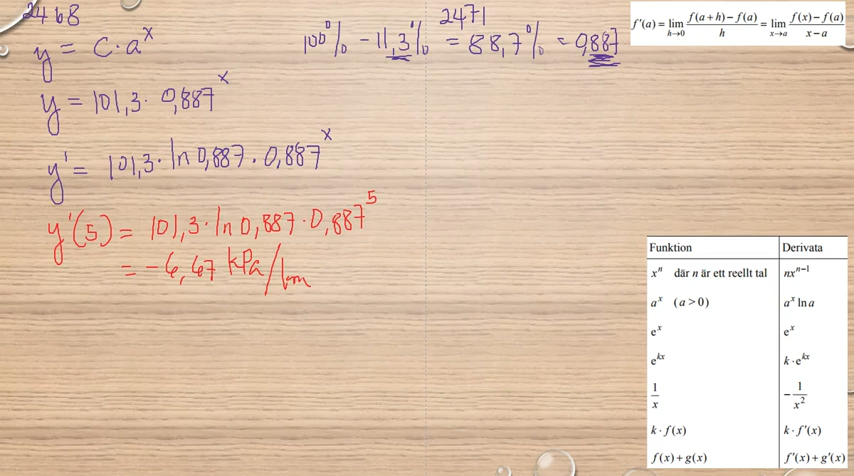 2468
y = C · a^x
y = 101,3 · 0,887^x
y' = 101,3 · ln 0,887 · 0,887^x
y'(5) = 101,3 · ln 0,887 · 0,887^5
= -6,67 kPa/km
2471
100% - 11,3% = 88,7% = 0,887
f'(a) = lim h→0 (f(a+h) − f(a))/h = lim x→a (f(x) − f(a))/(x − a)
Funktion Derivata
x^n där n är ett reellt tal nx^(n−1)
a^x (a > 0) a^x ln a
e^x e^x
e^(kx) k · e^(kx)
1/x −1/x^2
k · f(x) k · f'(x)
f(x) + g(x) f'(x) + g'(x)